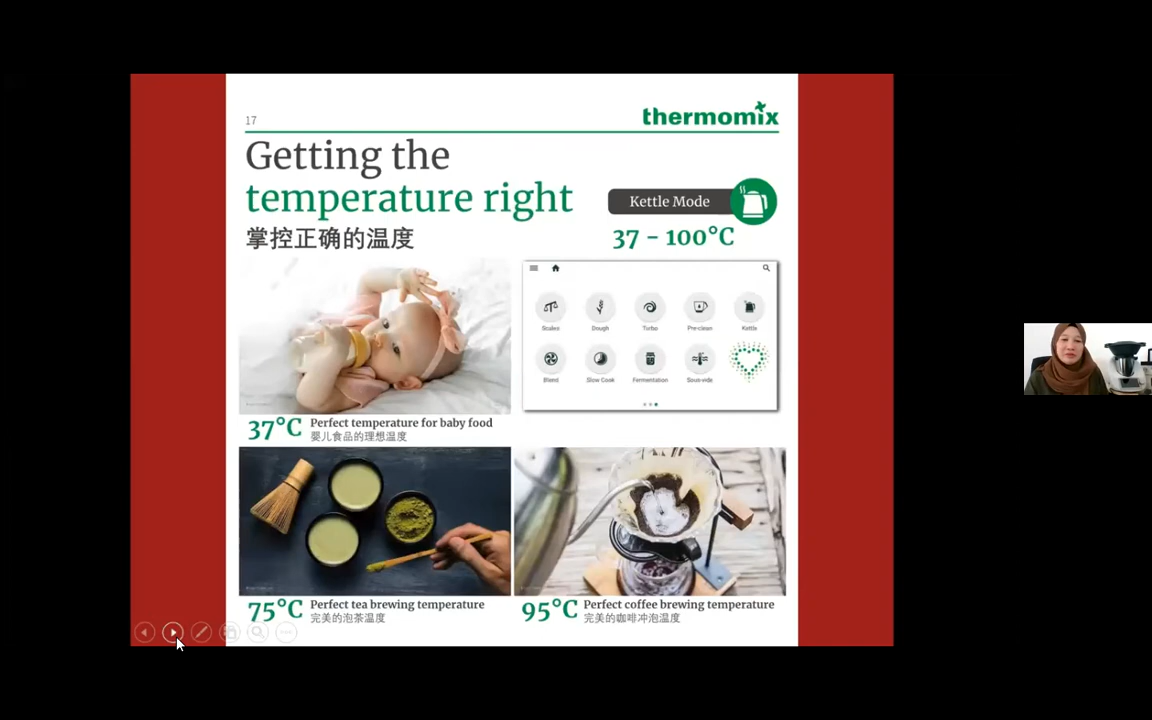 17
thermomix
Getting the
temperature right
掌控正确的温度
Kettle Mode
37 - 100°C
Scales Dough Turbo Pre-clean Kettle
Blend Slow Cook Fermentation Sous-vide
37°C Perfect temperature for baby food
婴儿食品的理想温度
75°C Perfect tea brewing temperature
完美的泡茶温度
95°C Perfect coffee brewing temperature
完美的咖啡冲泡温度